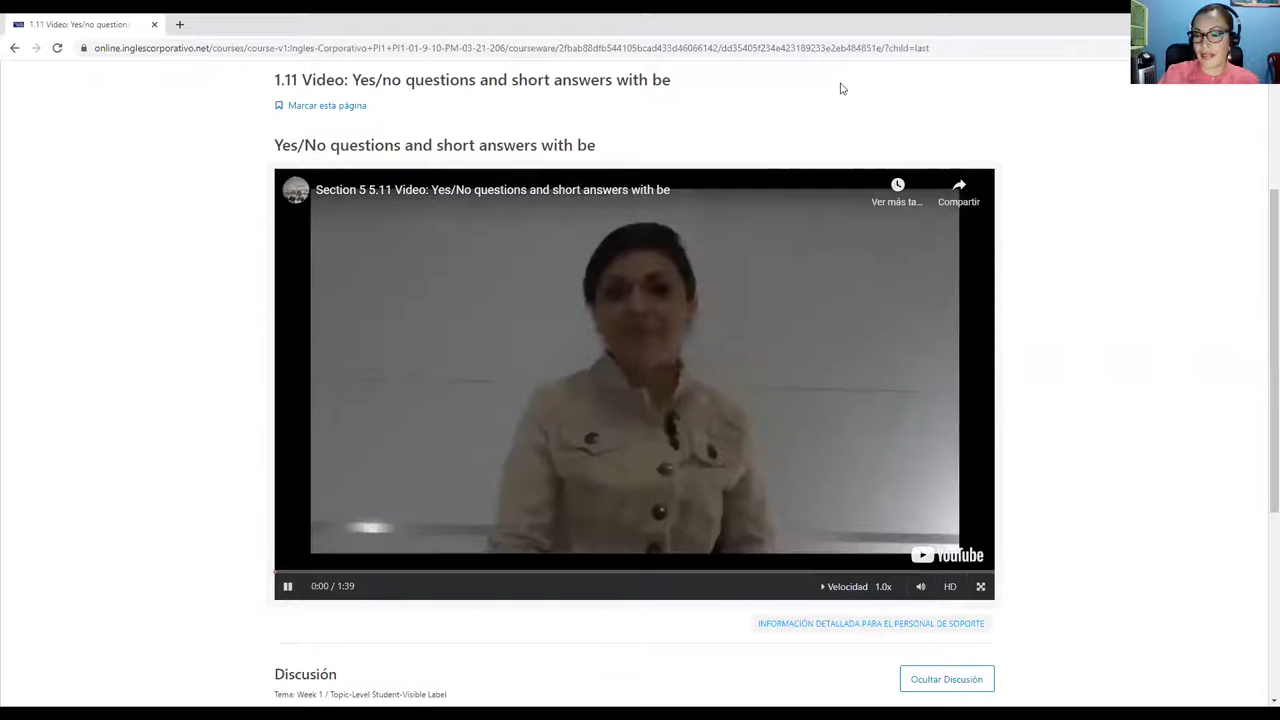 1.11 Video: Yes/no questions
online.inglescorporativo.net/courses/course-v1:Ingles-Corporativo+PI1+PI1-01-9-10-PM-03-21-206/courseware/2fbab88dfb544105bcad433d46066142/dd35405f234e423189233e2eb484851e/?child=last
1.11 Video: Yes/no questions and short answers with be
Marcar esta página
Yes/No questions and short answers with be
Section 5 5.11 Video: Yes/No questions and short answers with be
Ver más ta...
Compartir
YouTube
0:00 / 1:39
Velocidad 1.0x
HD
INFORMACIÓN DETALLADA PARA EL PERSONAL DE SOPORTE
Discusión
Ocultar Discusión
Tema: Week 1 / Topic-Level Student-Visible Label